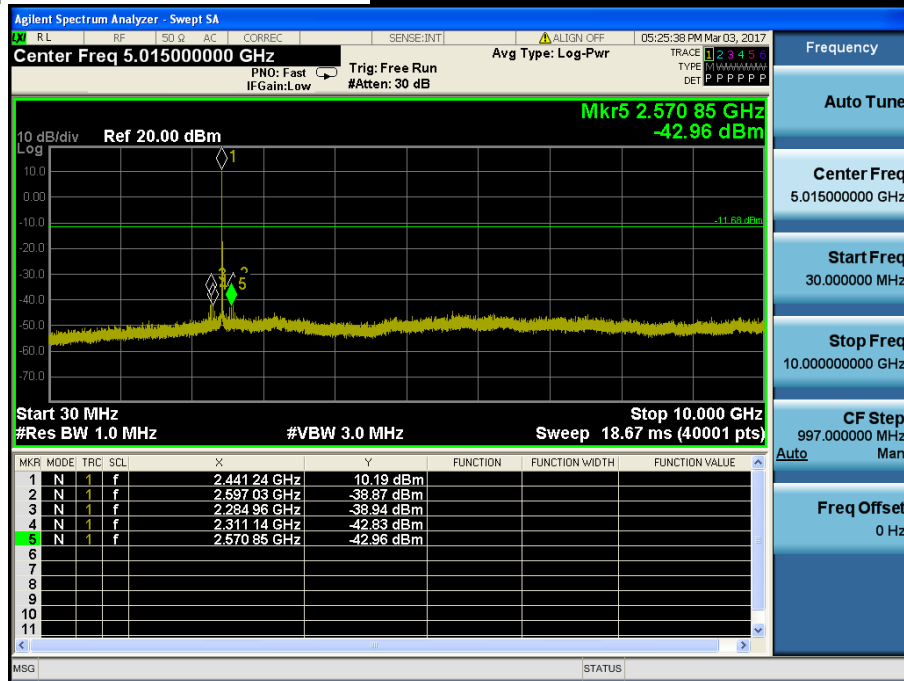 Agilent Spectrum Analyzer - Swept SA
LXI RL RF 50 Ω AC CORREC SENSE:INT ALIGN OFF 05:25:38 PM Mar 03, 2017
Center Freq 5.015000000 GHz
PNO: Fast
IFGain:Low
Trig: Free Run
#Atten: 30 dB
Avg Type: Log-Pwr
TRACE 1 2 3 4 5 6
TYPE M WWWWW
DET P P P P P P
Mkr5 2.570 85 GHz
-42.96 dBm
10 dB/div Ref 20.00 dBm
Log
10.0
0.00
-10.0
-20.0
-30.0
-40.0
-50.0
-60.0
-70.0
1
5
-11.68 dBm
Start 30 MHz Stop 10.000 GHz
#Res BW 1.0 MHz #VBW 3.0 MHz Sweep 18.67 ms (40001 pts)
MKR MODE TRC SCL X Y FUNCTION FUNCTION WIDTH FUNCTION VALUE
1 N 1 f 2.441 24 GHz 10.19 dBm
2 N 1 f 2.597 03 GHz -38.87 dBm
3 N 1 f 2.284 96 GHz -38.94 dBm
4 N 1 f 2.311 14 GHz -42.83 dBm
5 N 1 f 2.570 85 GHz -42.96 dBm
6
7
8
9
10
11
MSG STATUS
Frequency
Auto Tune
Center Freq
5.015000000 GHz
Start Freq
30.000000 MHz
Stop Freq
10.000000000 GHz
CF Step
997.000000 MHz
Auto Man
Freq Offset
0 Hz